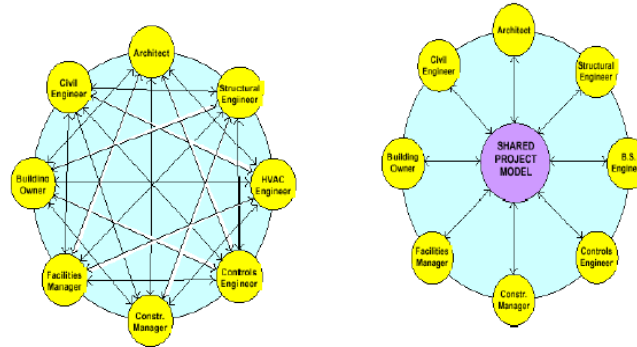 Architect
Civil
Engineer
Structural
Engineer
Building
Owner
HVAC
Engineer
Facilities
Manager
Controls
Engineer
Constr.
Manager
Architect
Civil
Engineer
Structural
Engineer
Building
Owner
SHARED
PROJECT
MODEL
B.S.
Engine
Facilities
Manager
Controls
Engineer
Constr.
Manager